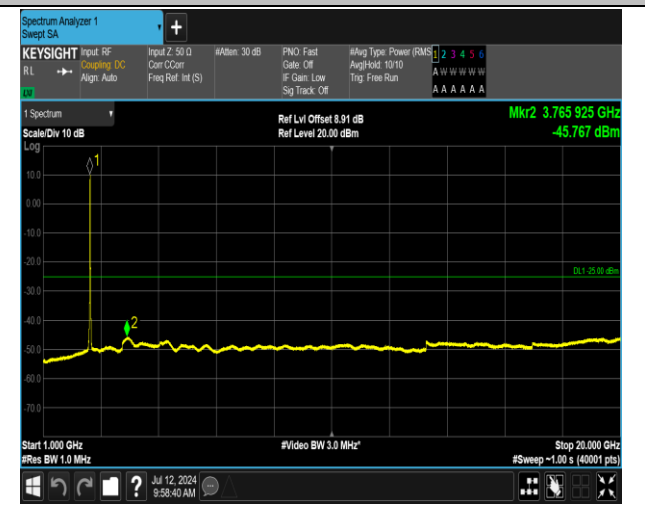 Spectrum Analyzer 1
Swept SA
+
KEYSIGHT Input: RF Input Z: 50 Ω #Atten: 30 dB PNO: Fast #Avg Type: Power (RMS 1 2 3 4 5 6
RL Coupling: DC Corr CCorr Gate: Off Avg|Hold: 10/10 A W W W W W
Align: Auto Freq Ref: Int (S) IF Gain: Low Trig: Free Run
LW Sig Track: Off A A A A A A
1 Spectrum Ref Lvl Offset 8.91 dB Mkr2 3.765 925 GHz
Scale/Div 10 dB Ref Level 20.00 dBm -45.767 dBm
Log
1
10.0
0.00
-10.0
-20.0
DL1 -25.00 dBm
-30.0
-40.0
2
-50.0
-60.0
-70.0
Start 1.000 GHz #Video BW 3.0 MHz* Stop 20.000 GHz
#Res BW 1.0 MHz #Sweep ~1.00 s (40001 pts)
? Jul 12, 2024
9:58:40 AM